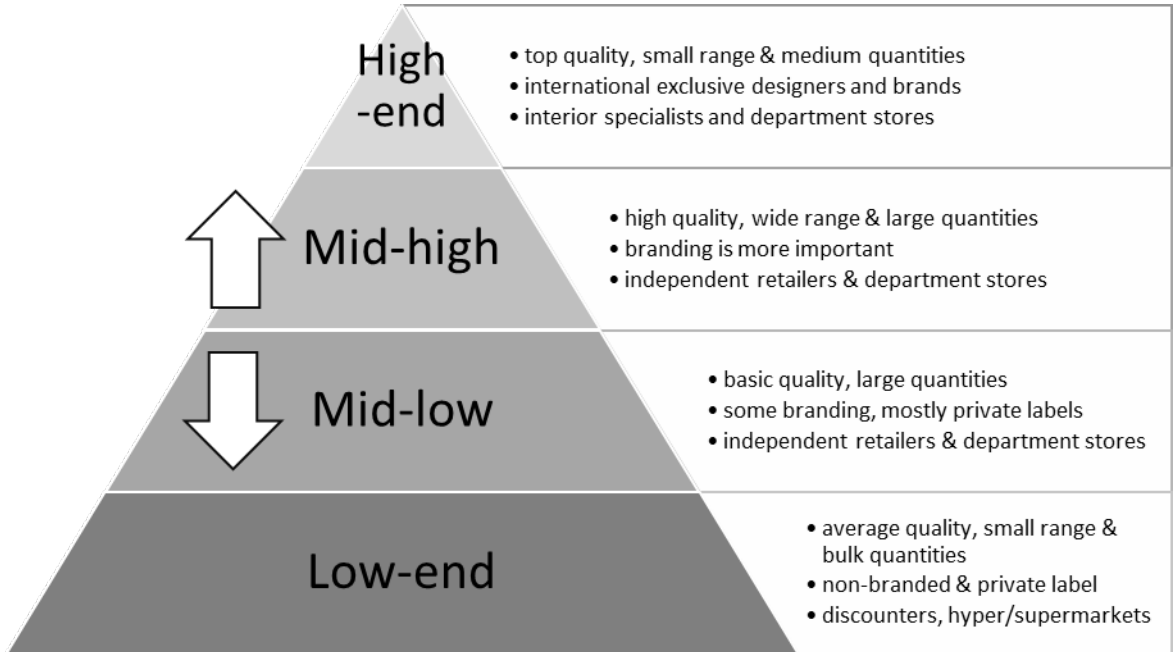 High
-end
• top quality, small range & medium quantities
• international exclusive designers and brands
• interior specialists and department stores
Mid-high
• high quality, wide range & large quantities
• branding is more important
• independent retailers & department stores
Mid-low
• basic quality, large quantities
• some branding, mostly private labels
• independent retailers & department stores
Low-end
• average quality, small range &
bulk quantities
• non-branded & private label
• discounters, hyper/supermarkets